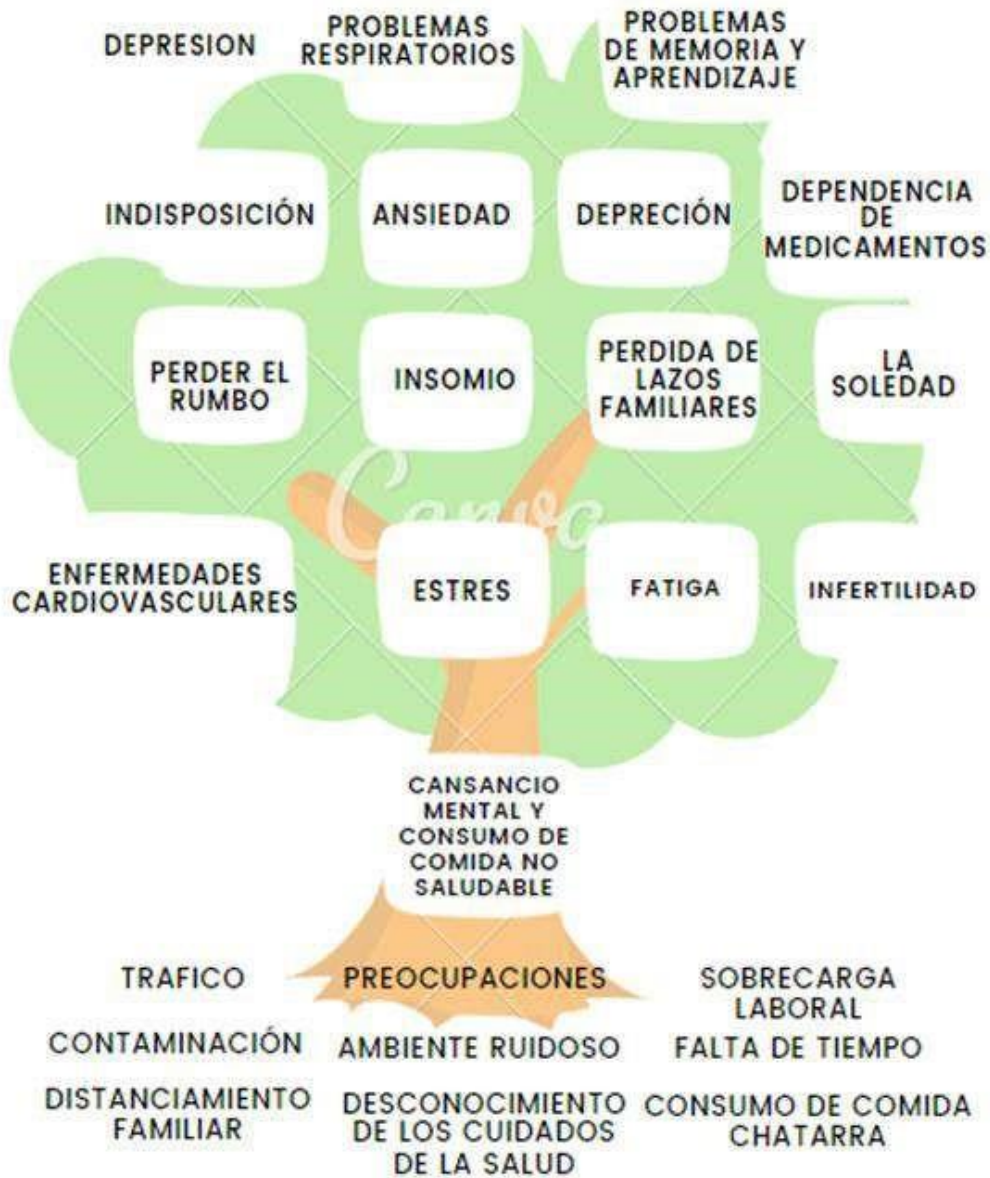 DEPRESION
PROBLEMAS
RESPIRATORIOS
PROBLEMAS
DE MEMORIA Y
APRENDIZAJE
INDISPOSICIÓN
ANSIEDAD
DEPRECIÓN
DEPENDENCIA
DE
MEDICAMENTOS
PERDER EL
RUMBO
INSOMIO
PERDIDA DE
LAZOS
FAMILIARES
LA
SOLEDAD
Canva
ENFERMEDADES
CARDIOVASCULARES
ESTRES
FATIGA
INFERTILIDAD
CANSANCIO
MENTAL Y
CONSUMO DE
COMIDA NO
SALUDABLE
TRAFICO
PREOCUPACIONES
SOBRECARGA
LABORAL
CONTAMINACIÓN
AMBIENTE RUIDOSO
FALTA DE TIEMPO
DISTANCIAMIENTO
FAMILIAR
DESCONOCIMIENTO
DE LOS CUIDADOS
DE LA SALUD
CONSUMO DE COMIDA
CHATARRA